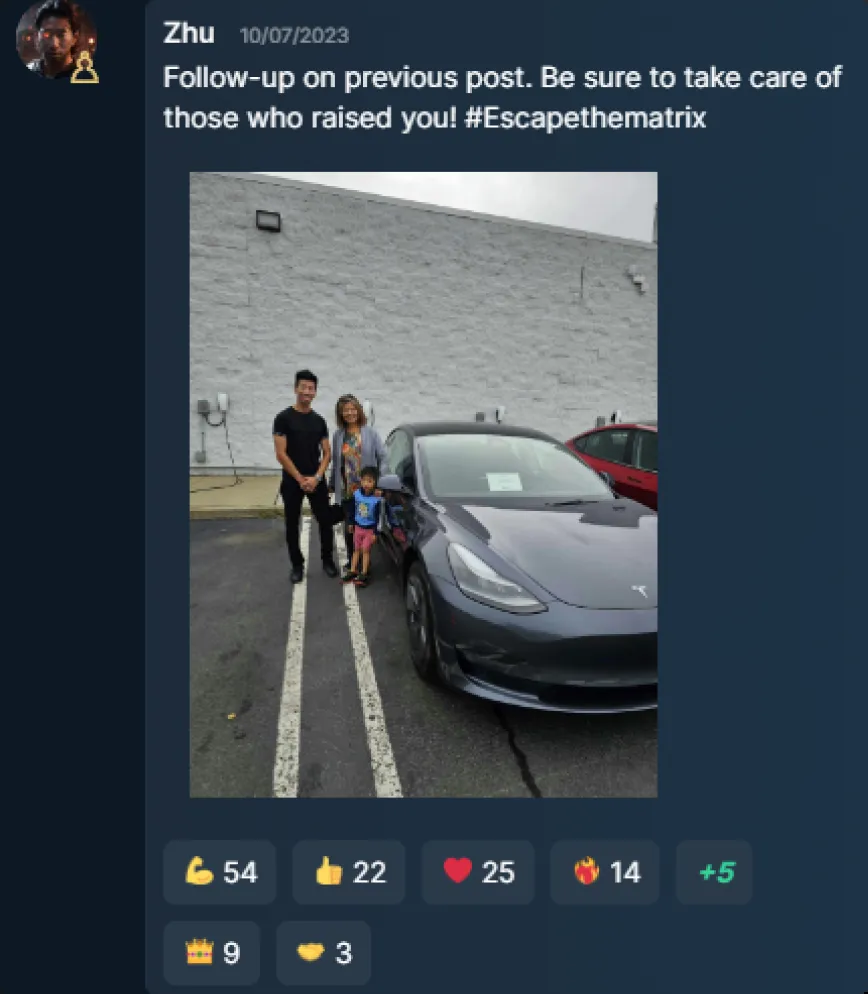 Zhu 10/07/2023
Follow-up on previous post. Be sure to take care of
those who raised you! #Escapethematrix
54 22 25 14 +5
9 3